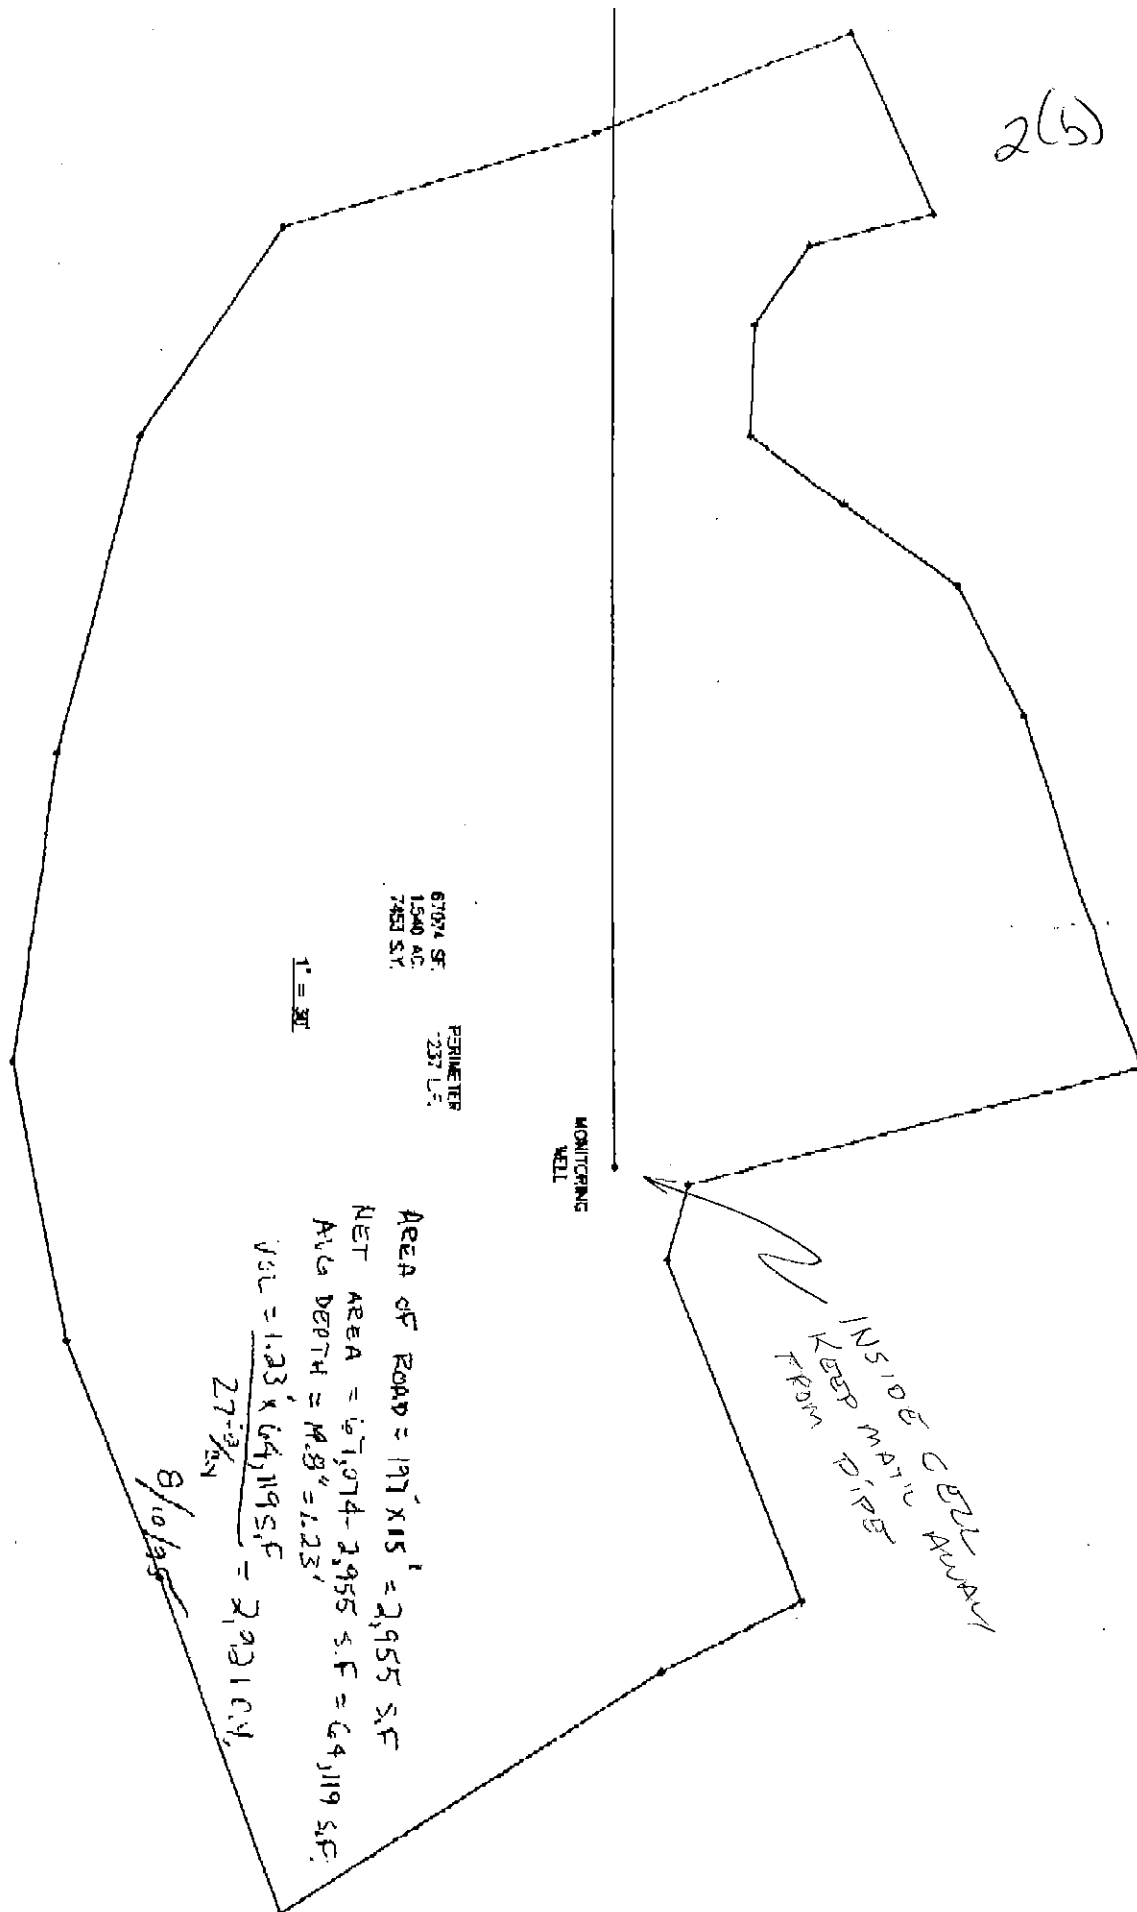 2(b)
67074 SF.
1.540 AC.
7453 S.Y.
PERIMETER
1" = 30'
MONITORING
WELL
INSIDE CELL
KEEP MAT'L AWAY
FROM PIPE
AREA OF ROAD = 197' X 15' = 2,955 S.F
NET AREA = 67,074 - 2,955 S.F = 64,119 S.F.
AVG DEPTH = 14.8" = 1.23'
VOL = 1.23' x 64,119 S.F = 2,921 C.Y.
27
8/10/95